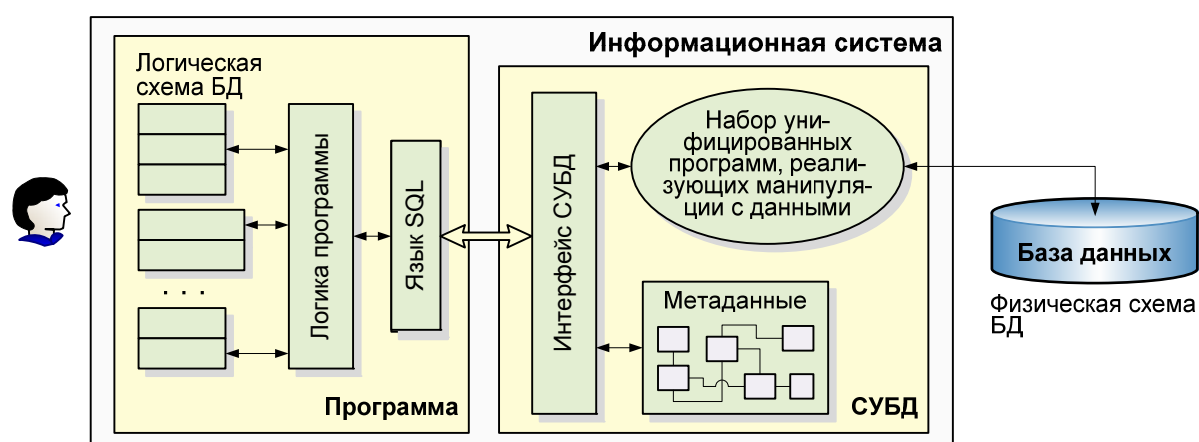 Информационная система
Логическая
схема БД
. . .
Логика программы
Язык SQL
Программа
Интерфейс СУБД
Набор уни-
фицированных
программ, реали-
зующих манипуля-
ции с данными
Метаданные
СУБД
База данных
Физическая схема
БД